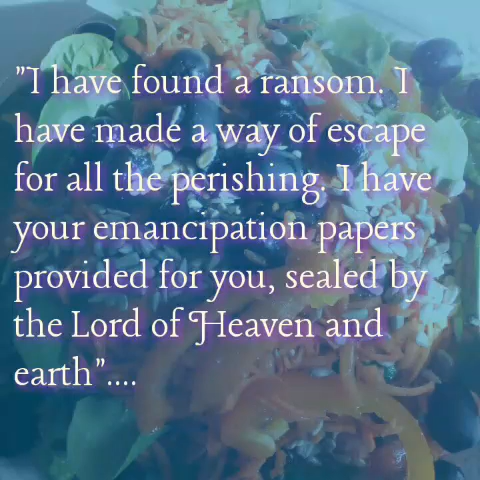 "I have found a ransom. I
have made a way of escape
for all the perishing. I have
your emancipation papers
provided for you, sealed by
the Lord of Heaven and
earth"....